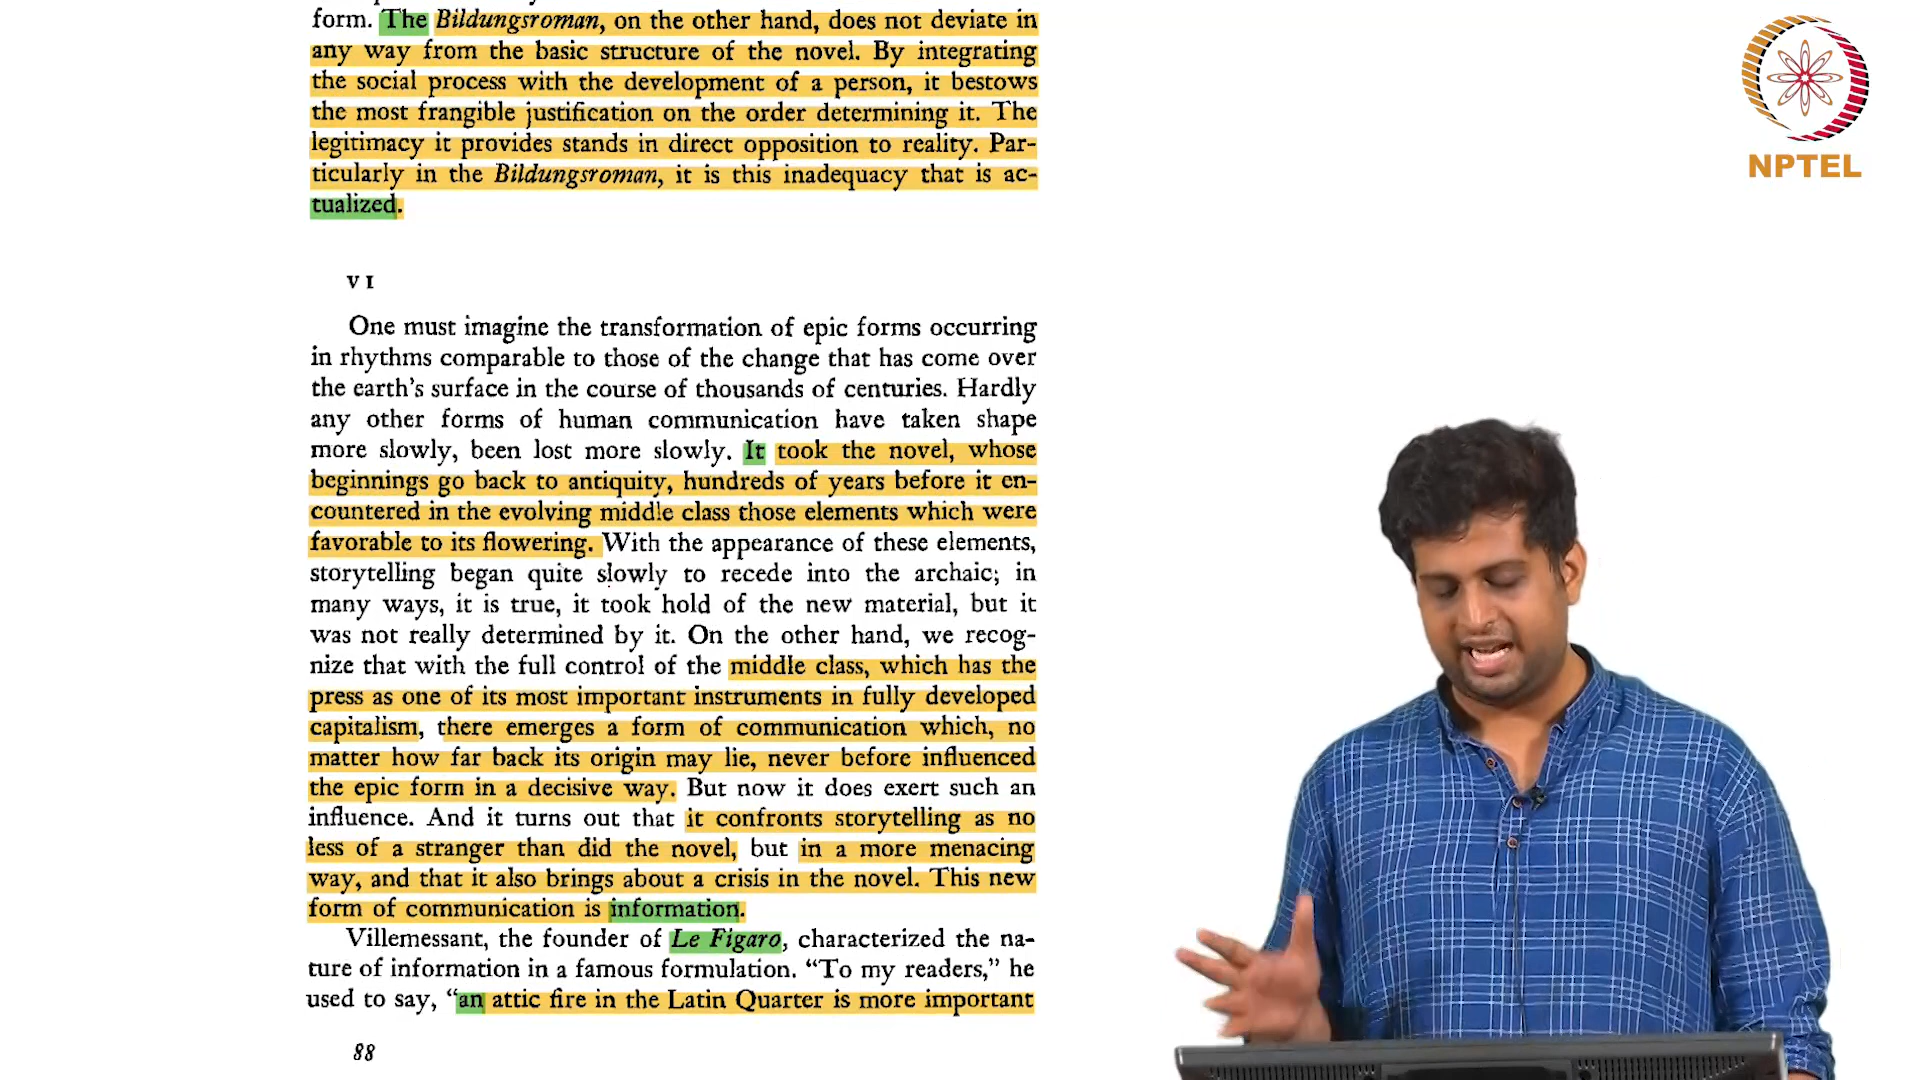 form. The Bildungsroman, on the other hand, does not deviate in
any way from the basic structure of the novel. By integrating
the social process with the development of a person, it bestows
the most frangible justification on the order determining it. The
legitimacy it provides stands in direct opposition to reality. Par-
ticularly in the Bildungsroman, it is this inadequacy that is ac-
tualized.
VI
One must imagine the transformation of epic forms occurring
in rhythms comparable to those of the change that has come over
the earth's surface in the course of thousands of centuries. Hardly
any other forms of human communication have taken shape
more slowly, been lost more slowly. It took the novel, whose
beginnings go back to antiquity, hundreds of years before it en-
countered in the evolving middle class those elements which were
favorable to its flowering. With the appearance of these elements,
storytelling began quite slowly to recede into the archaic; in
many ways, it is true, it took hold of the new material, but it
was not really determined by it. On the other hand, we recog-
nize that with the full control of the middle class, which has the
press as one of its most important instruments in fully developed
capitalism, there emerges a form of communication which, no
matter how far back its origin may lie, never before influenced
the epic form in a decisive way. But now it does exert such an
influence. And it turns out that it confronts storytelling as no
less of a stranger than did the novel, but in a more menacing
way, and that it also brings about a crisis in the novel. This new
form of communication is information.
Villemessant, the founder of Le Figaro, characterized the na-
ture of information in a famous formulation. "To my readers," he
used to say, "an attic fire in the Latin Quarter is more important
88
NPTEL